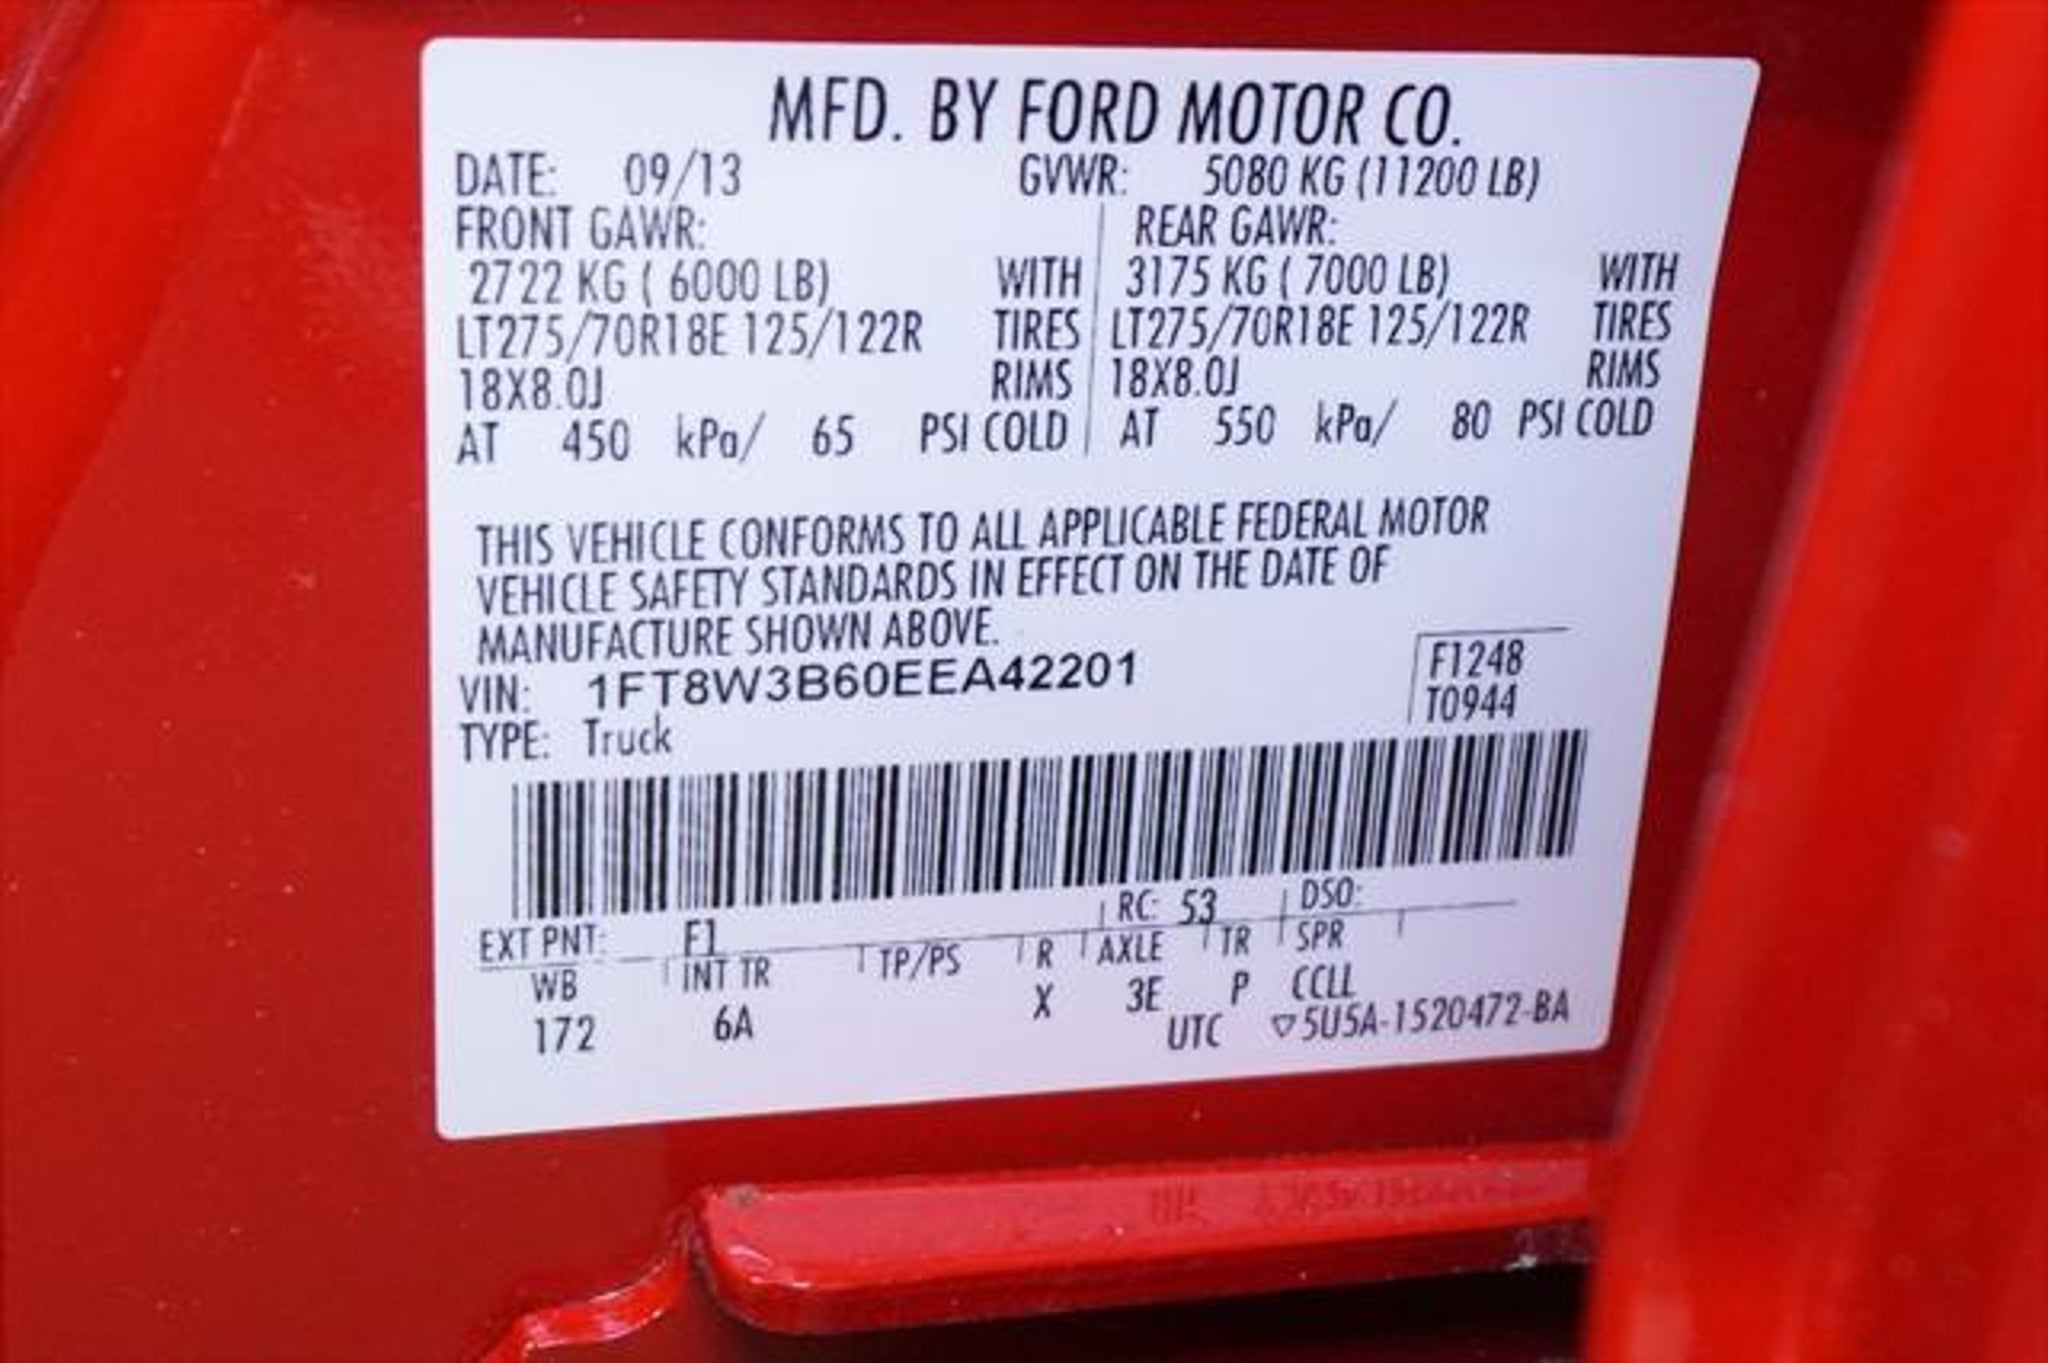 MFD. BY FORD MOTOR CO.
DATE: 09/13 GVWR: 5080 KG (11200 LB)
FRONT GAWR: REAR GAWR:
2722 KG ( 6000 LB) WITH 3175 KG ( 7000 LB) WITH
LT275/70R18E 125/122R TIRES LT275/70R18E 125/122R TIRES
18X8.0J RIMS 18X8.0J RIMS
AT 450 kPa/ 65 PSI COLD AT 550 kPa/ 80 PSI COLD
THIS VEHICLE CONFORMS TO ALL APPLICABLE FEDERAL MOTOR
VEHICLE SAFETY STANDARDS IN EFFECT ON THE DATE OF
MANUFACTURE SHOWN ABOVE.
VIN: 1FT8W3B60EEA42201 F1248
TYPE: Truck T0944
EXT PNT: F1 RC: 53 DSO:
WB INT TR TP/PS R AXLE TR SPR
172 6A X 3E P CCLL
UTC ▽5U5A-1520472-BA